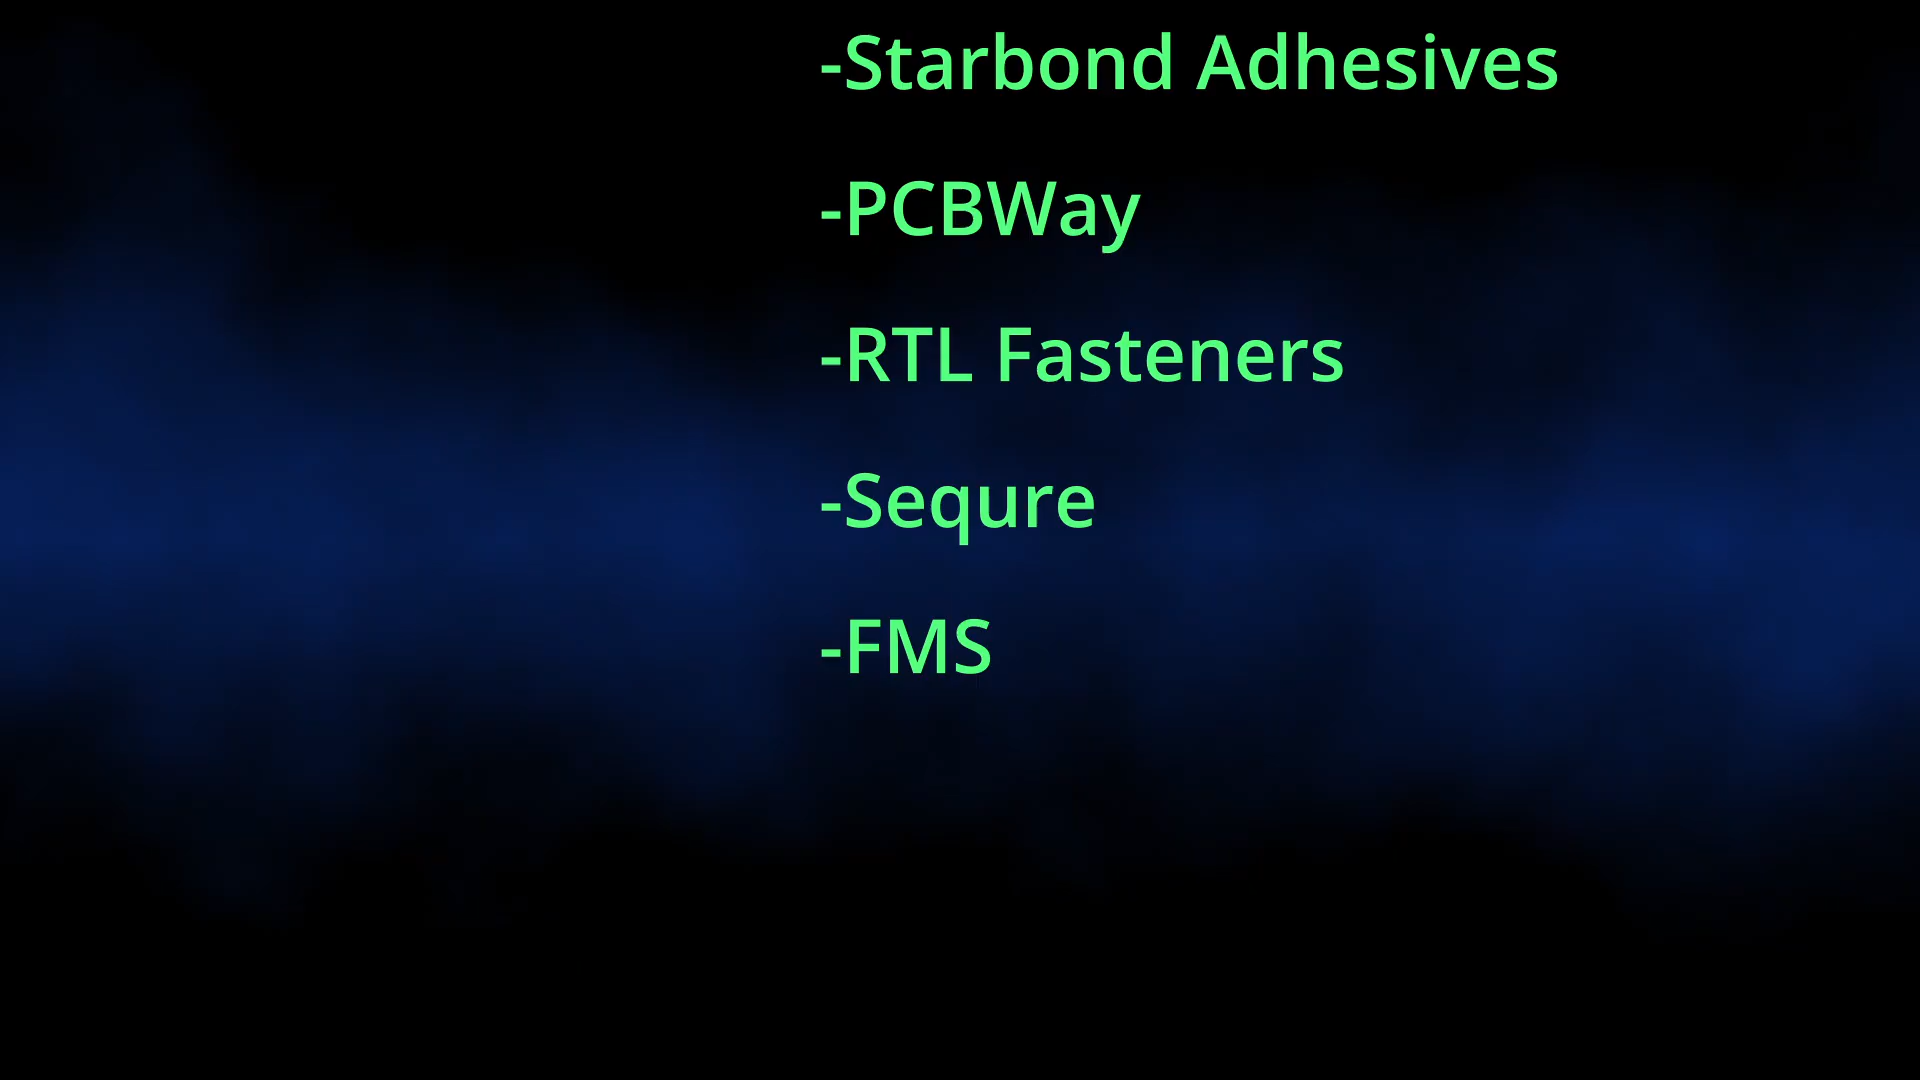 -Starbond Adhesives
-PCBWay
-RTL Fasteners
-Sequre
-FMS